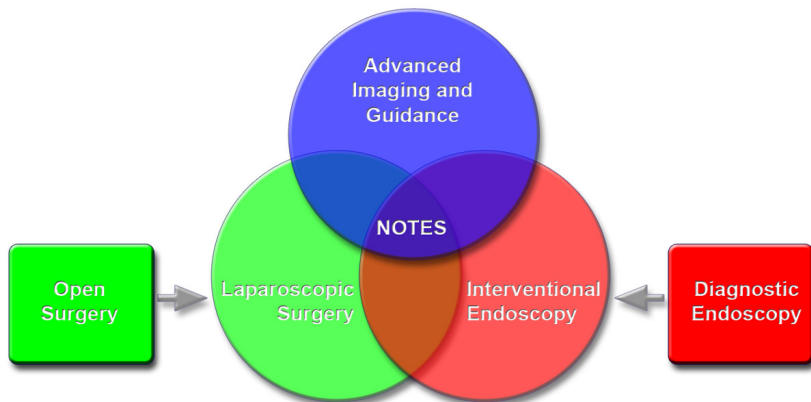 Advanced
Imaging and
Guidance
NOTES
Open
Surgery
Laparoscopic
Surgery
Interventional
Endoscopy
Diagnostic
Endoscopy